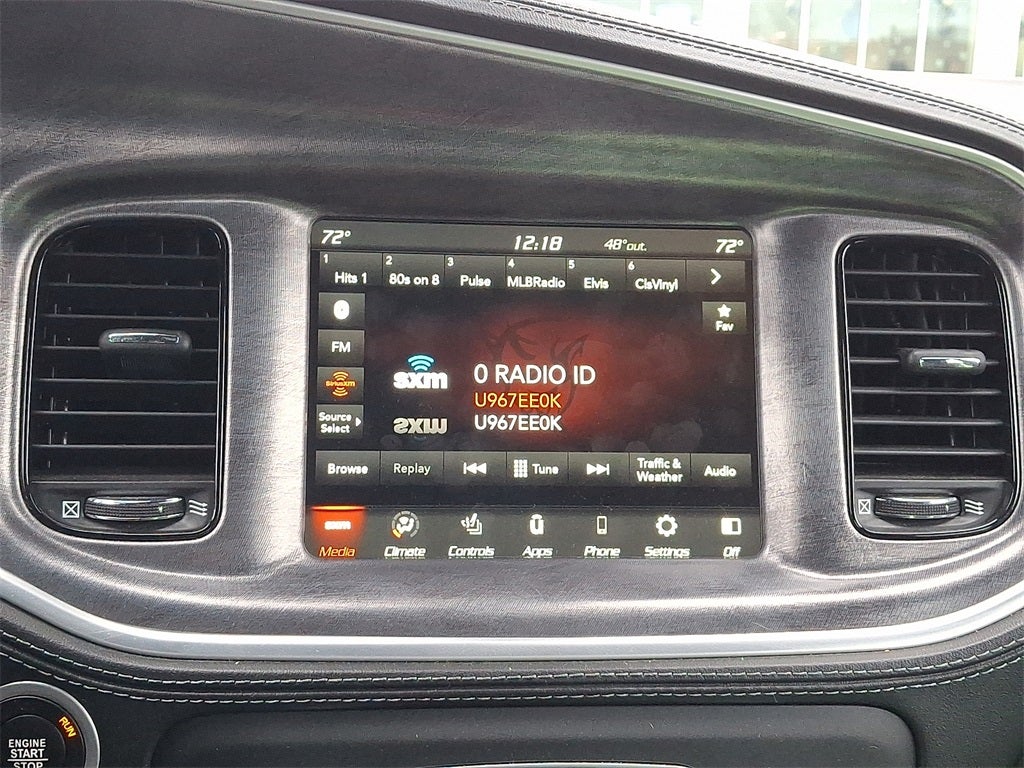 72° 12:18 48°out. 72°
1 Hits 1 2 80s on 8 3 Pulse 4 MLBRadio 5 Elvis 6 ClsVinyl
Fav
FM
SiriusXM
Source
Select
sxm
0 RADIO ID
U967EE0K
U967EE0K
Browse Replay Tune Traffic &
Weather Audio
sxm
Media Climate Controls Apps Phone Settings Off
RUN
ENGINE
START
STOP